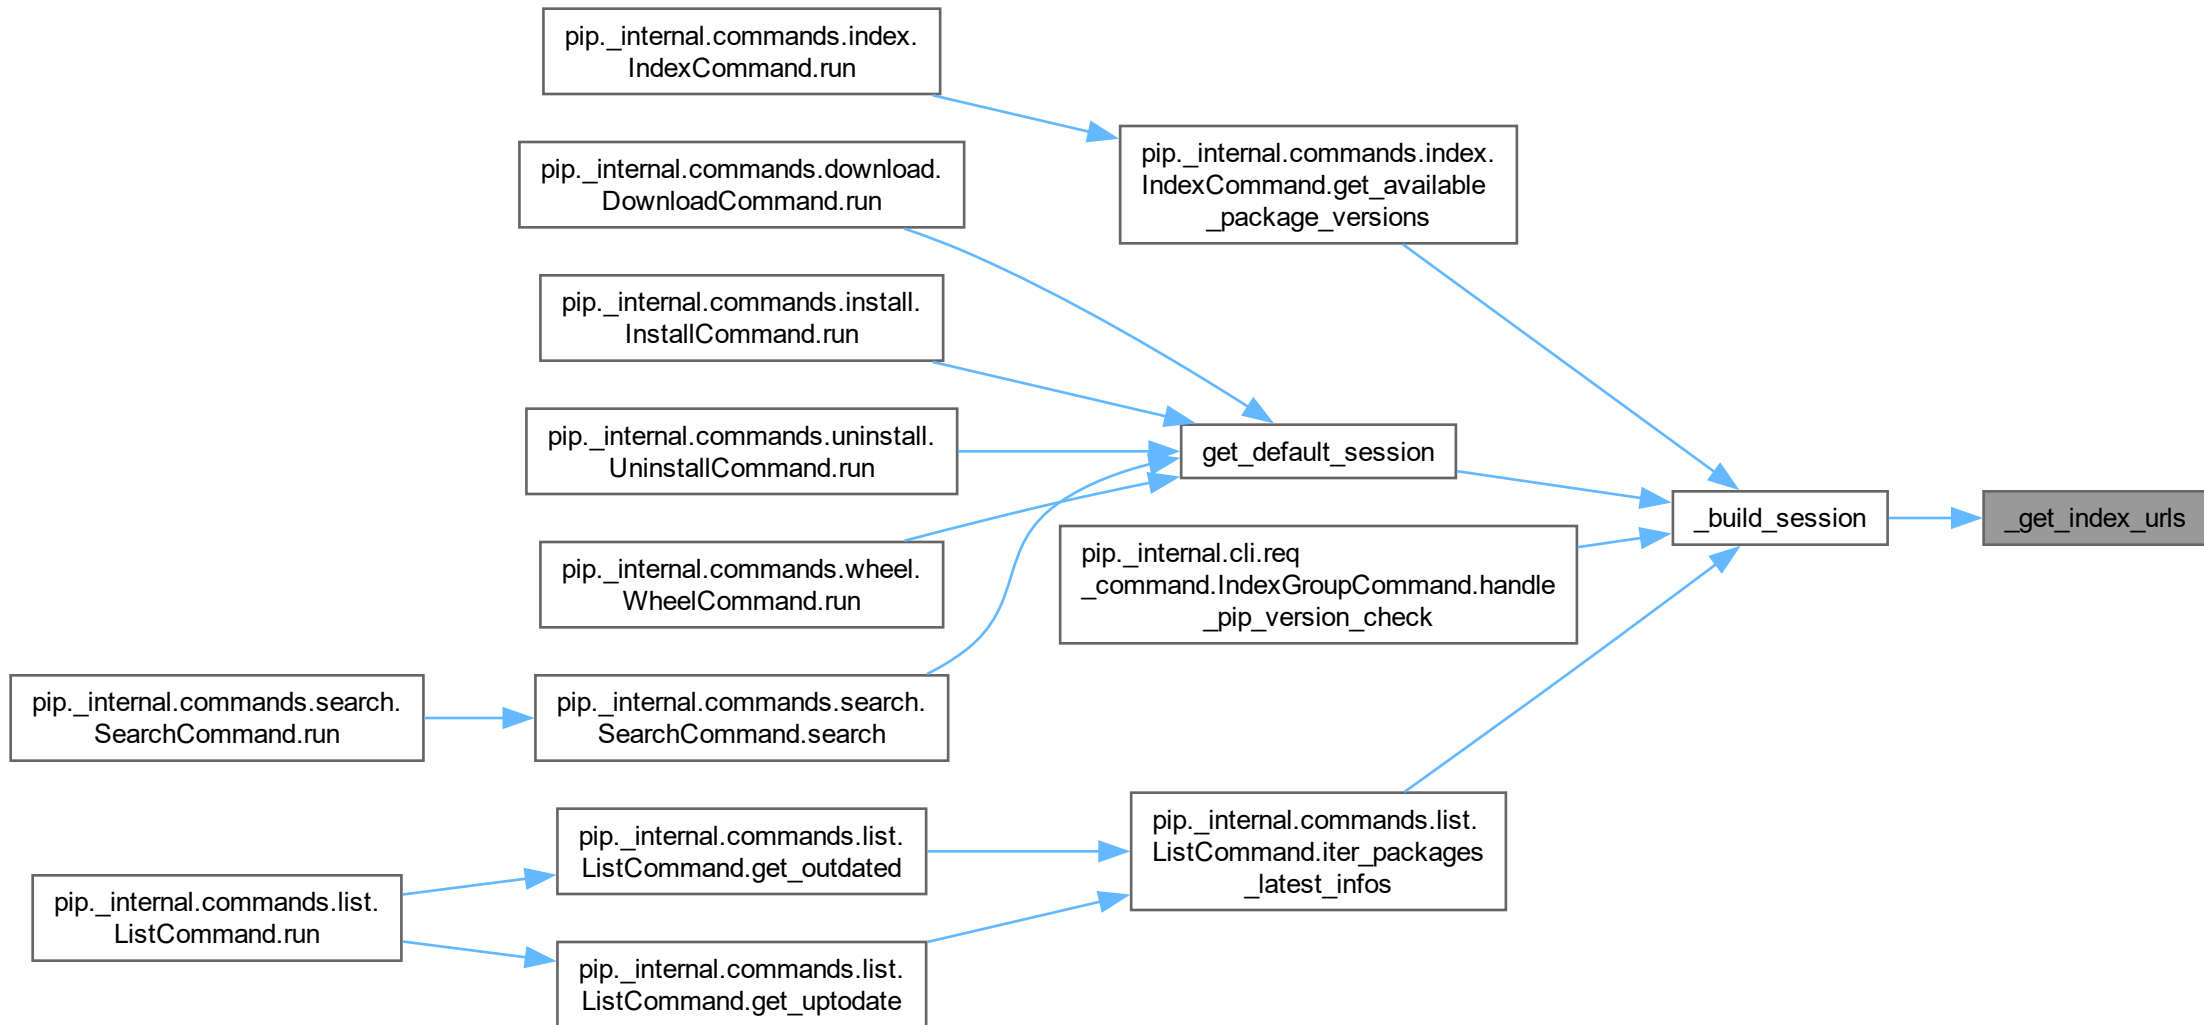 pip._internal.commands.index.
IndexCommand.run
pip._internal.commands.index.
IndexCommand.get_available
_package_versions
pip._internal.commands.download.
DownloadCommand.run
pip._internal.commands.install.
InstallCommand.run
pip._internal.commands.uninstall.
UninstallCommand.run
get_default_session
_build_session
_get_index_urls
pip._internal.cli.req
_command.IndexGroupCommand.handle
_pip_version_check
pip._internal.commands.wheel.
WheelCommand.run
pip._internal.commands.search.
SearchCommand.run
pip._internal.commands.search.
SearchCommand.search
pip._internal.commands.list.
ListCommand.get_outdated
pip._internal.commands.list.
ListCommand.iter_packages
_latest_infos
pip._internal.commands.list.
ListCommand.run
pip._internal.commands.list.
ListCommand.get_uptodate